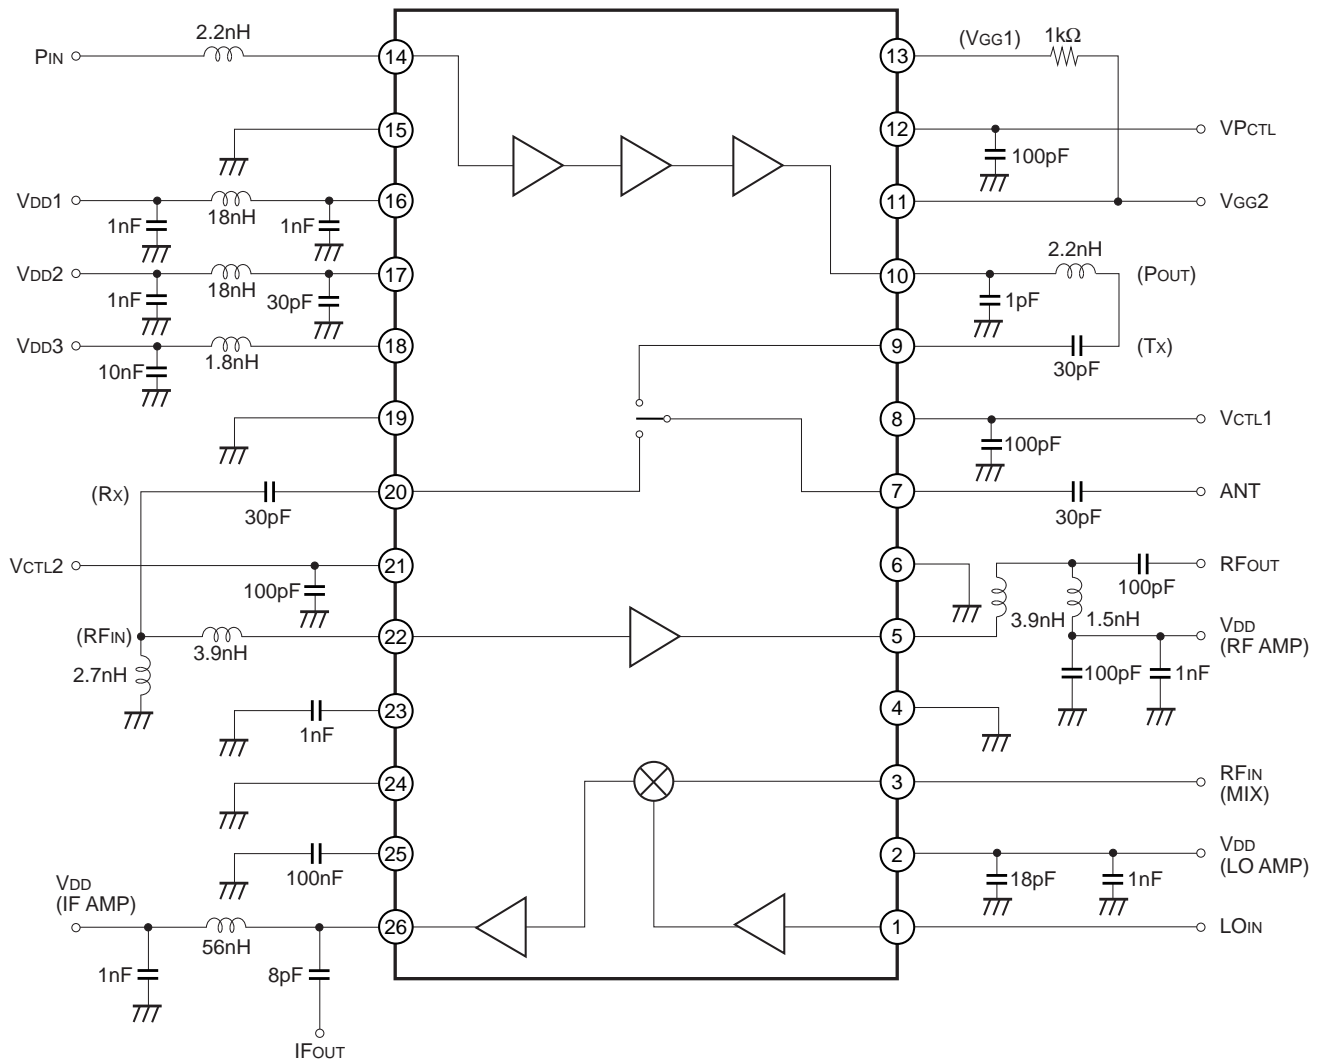 2.2nH
PIN
14
15
VDD1
18nH
1nF
1nF
16
VDD2
18nH
1nF
30pF
17
VDD3
1.8nH
10nF
18
19
(RX)
30pF
20
VCTL2
100pF
21
(RFIN)
3.9nH
2.7nH
22
1nF
23
24
100nF
25
VDD
(IF AMP)
56nH
1nF
8pF
26
IFOUT
13
(VGG1)
1kΩ
12
100pF
VPCTL
11
VGG2
10
2.2nH
1pF
(POUT)
9
30pF
(TX)
8
100pF
VCTL1
7
30pF
ANT
6
100pF
RFOUT
5
3.9nH
1.5nH
100pF
1nF
VDD
(RF AMP)
4
3
RFIN
(MIX)
2
18pF
1nF
VDD
(LO AMP)
1
LOIN